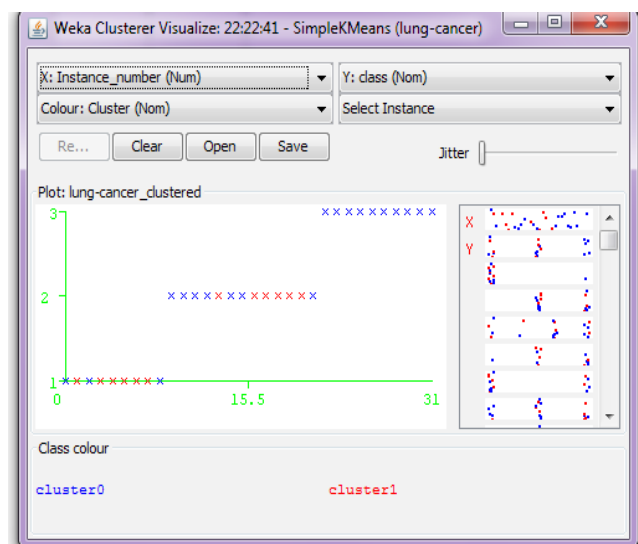 Weka Clusterer Visualize: 22:22:41 - SimpleKMeans (lung-cancer)
X: Instance_number (Num)
Y: class (Nom)
Colour: Cluster (Nom)
Select Instance
Re...
Clear
Open
Save
Jitter
Plot: lung-cancer_clustered
3
2
1
0
15.5
31
X
Y
Class colour
cluster0
cluster1